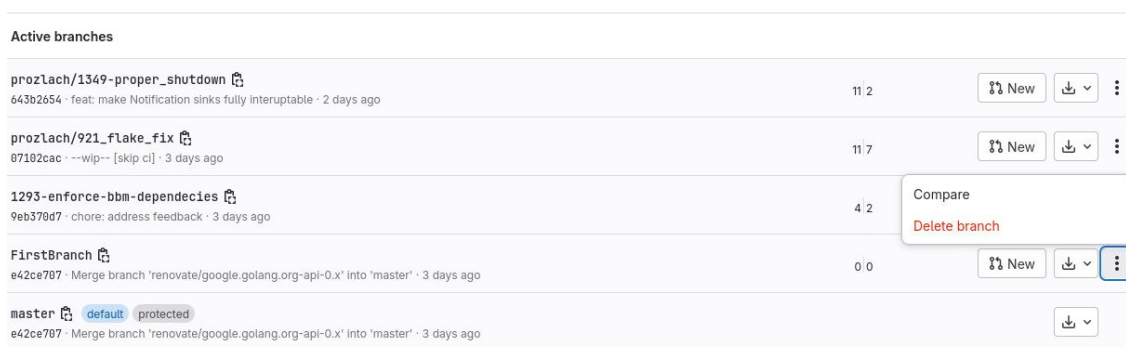 Active branches
prozlach/1349-proper_shutdown
643b2654 · feat: make Notification sinks fully interuptable · 2 days ago
11 2
New
prozlach/921_flake_fix
07102cac · --wip-- [skip ci] · 3 days ago
11 7
New
1293-enforce-bbm-dependecies
9eb370d7 · chore: address feedback · 3 days ago
4 2
Compare
Delete branch
FirstBranch
e42ce707 · Merge branch 'renovate/google.golang.org-api-0.x' into 'master' · 3 days ago
0 0
New
master default protected
e42ce707 · Merge branch 'renovate/google.golang.org-api-0.x' into 'master' · 3 days ago